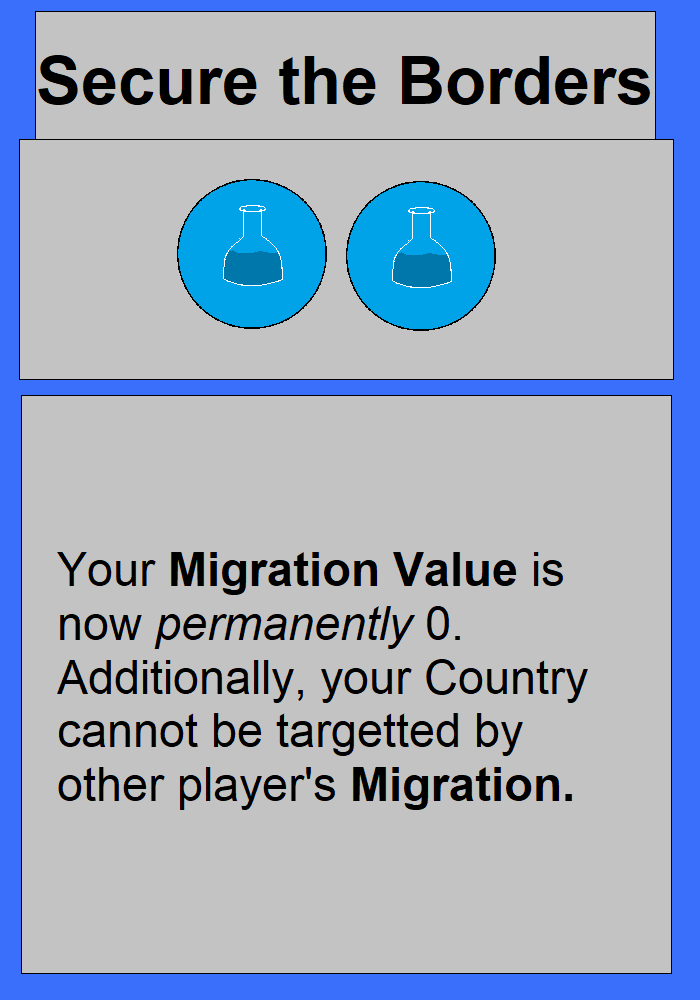 Secure the Borders
Your Migration Value is
now permanently 0.
Additionally, your Country
cannot be targetted by
other player's Migration.